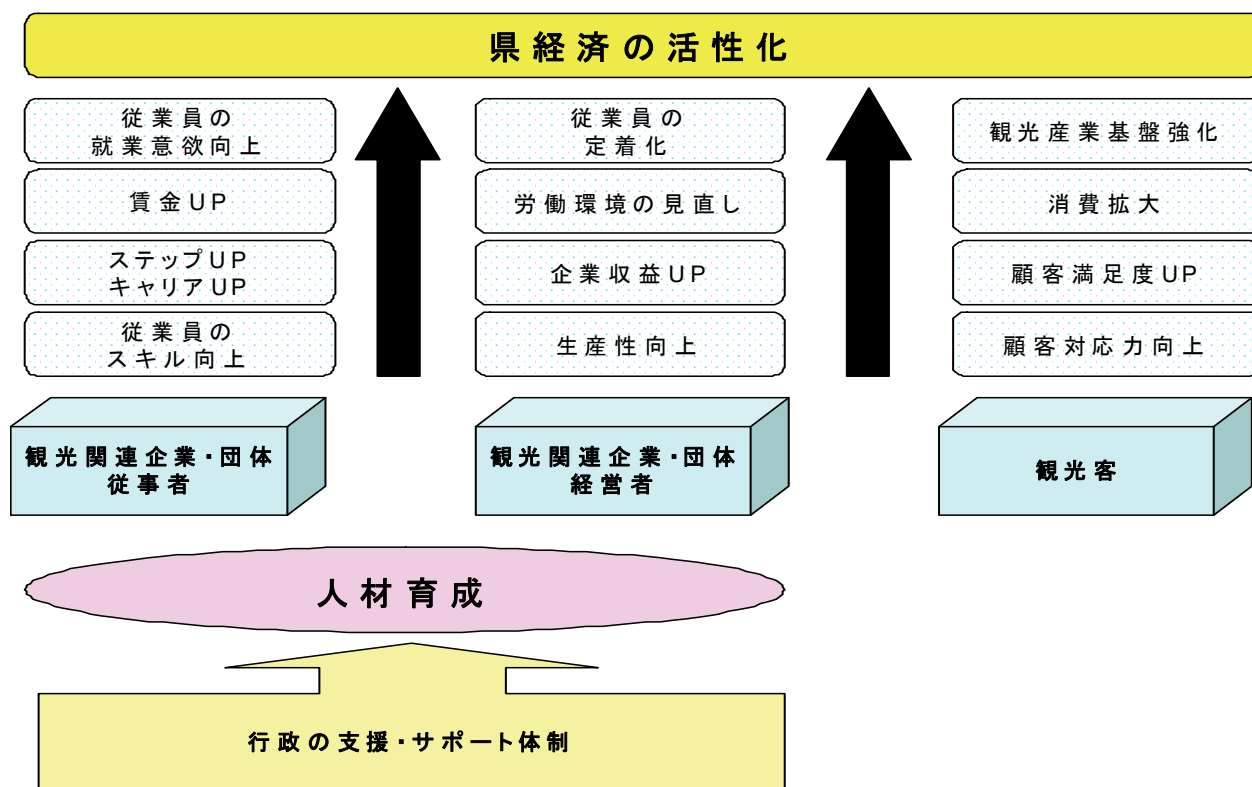 県経済の活性化
従業員の
就業意欲向上
従業員の
定着化
観光産業基盤強化
賃金UP
労働環境の見直し
消費拡大
ステップUP
キャリアUP
企業収益UP
顧客満足度UP
従業員の
スキル向上
生産性向上
顧客対応力向上
観光関連企業・団体
従事者
観光関連企業・団体
経営者
観光客
人材育成
行政の支援・サポート体制